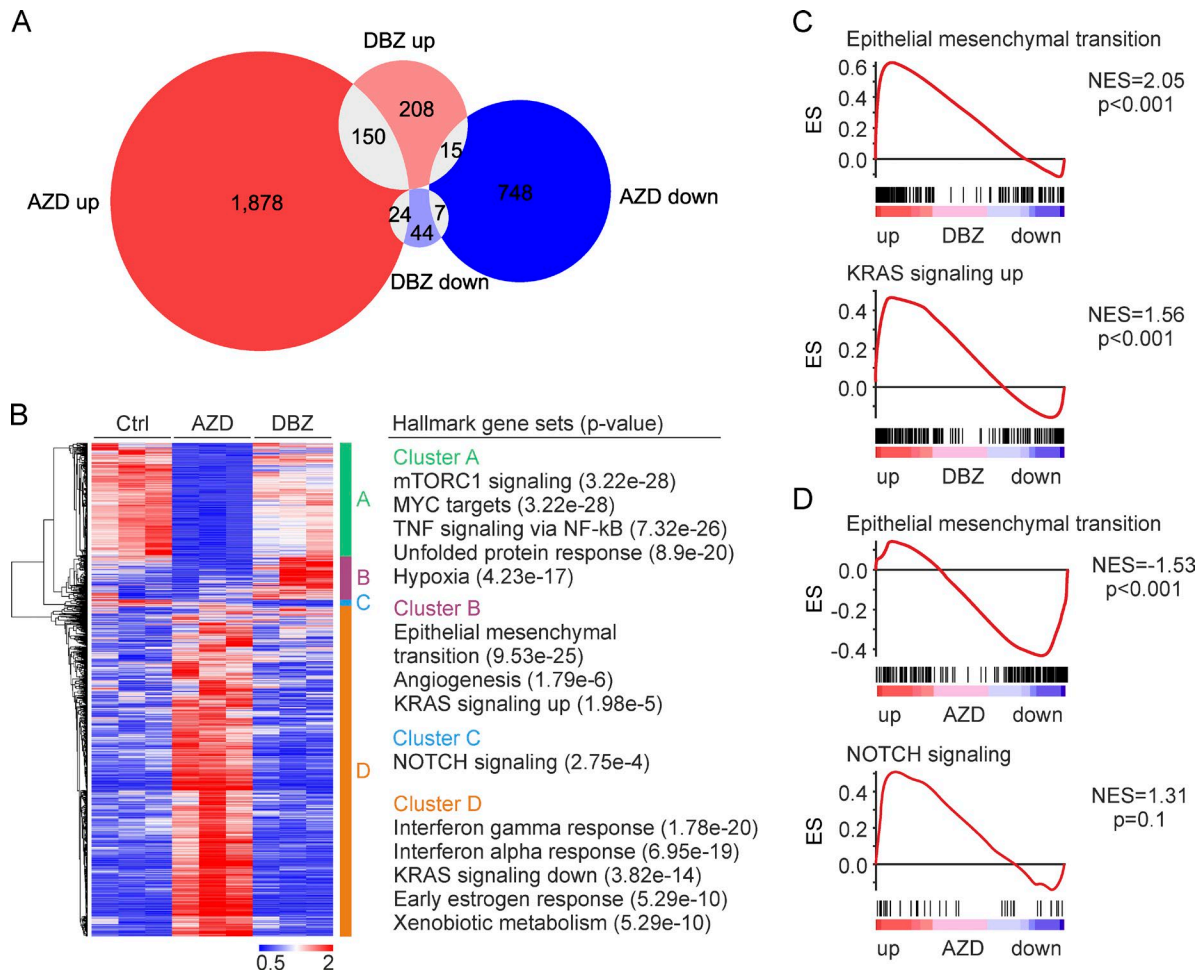 A
DBZ up
208
150
15
AZD up
1,878
748
AZD down
24
7
44
DBZ down
B
Ctrl
AZD
DBZ
A
B
C
D
0.5
2
Hallmark gene sets (p-value)
Cluster A
mTORC1 signaling (3.22e-28)
MYC targets (3.22e-28)
TNF signaling via NF-kB (7.32e-26)
Unfolded protein response (8.9e-20)
Hypoxia (4.23e-17)
Cluster B
Epithelial mesenchymal
transition (9.53e-25)
Angiogenesis (1.79e-6)
KRAS signaling up (1.98e-5)
Cluster C
NOTCH signaling (2.75e-4)
Cluster D
Interferon gamma response (1.78e-20)
Interferon alpha response (6.95e-19)
KRAS signaling down (3.82e-14)
Early estrogen response (5.29e-10)
Xenobiotic metabolism (5.29e-10)
C
Epithelial mesenchymal transition
0.6
0.4
0.2
0.0
ES
NES=2.05
p<0.001
up DBZ down
KRAS signaling up
0.4
0.2
0.0
ES
NES=1.56
p<0.001
up DBZ down
D
Epithelial mesenchymal transition
0.0
-0.2
-0.4
ES
NES=-1.53
p<0.001
up AZD down
NOTCH signaling
0.4
0.2
0.0
ES
NES=1.31
p=0.1
up AZD down